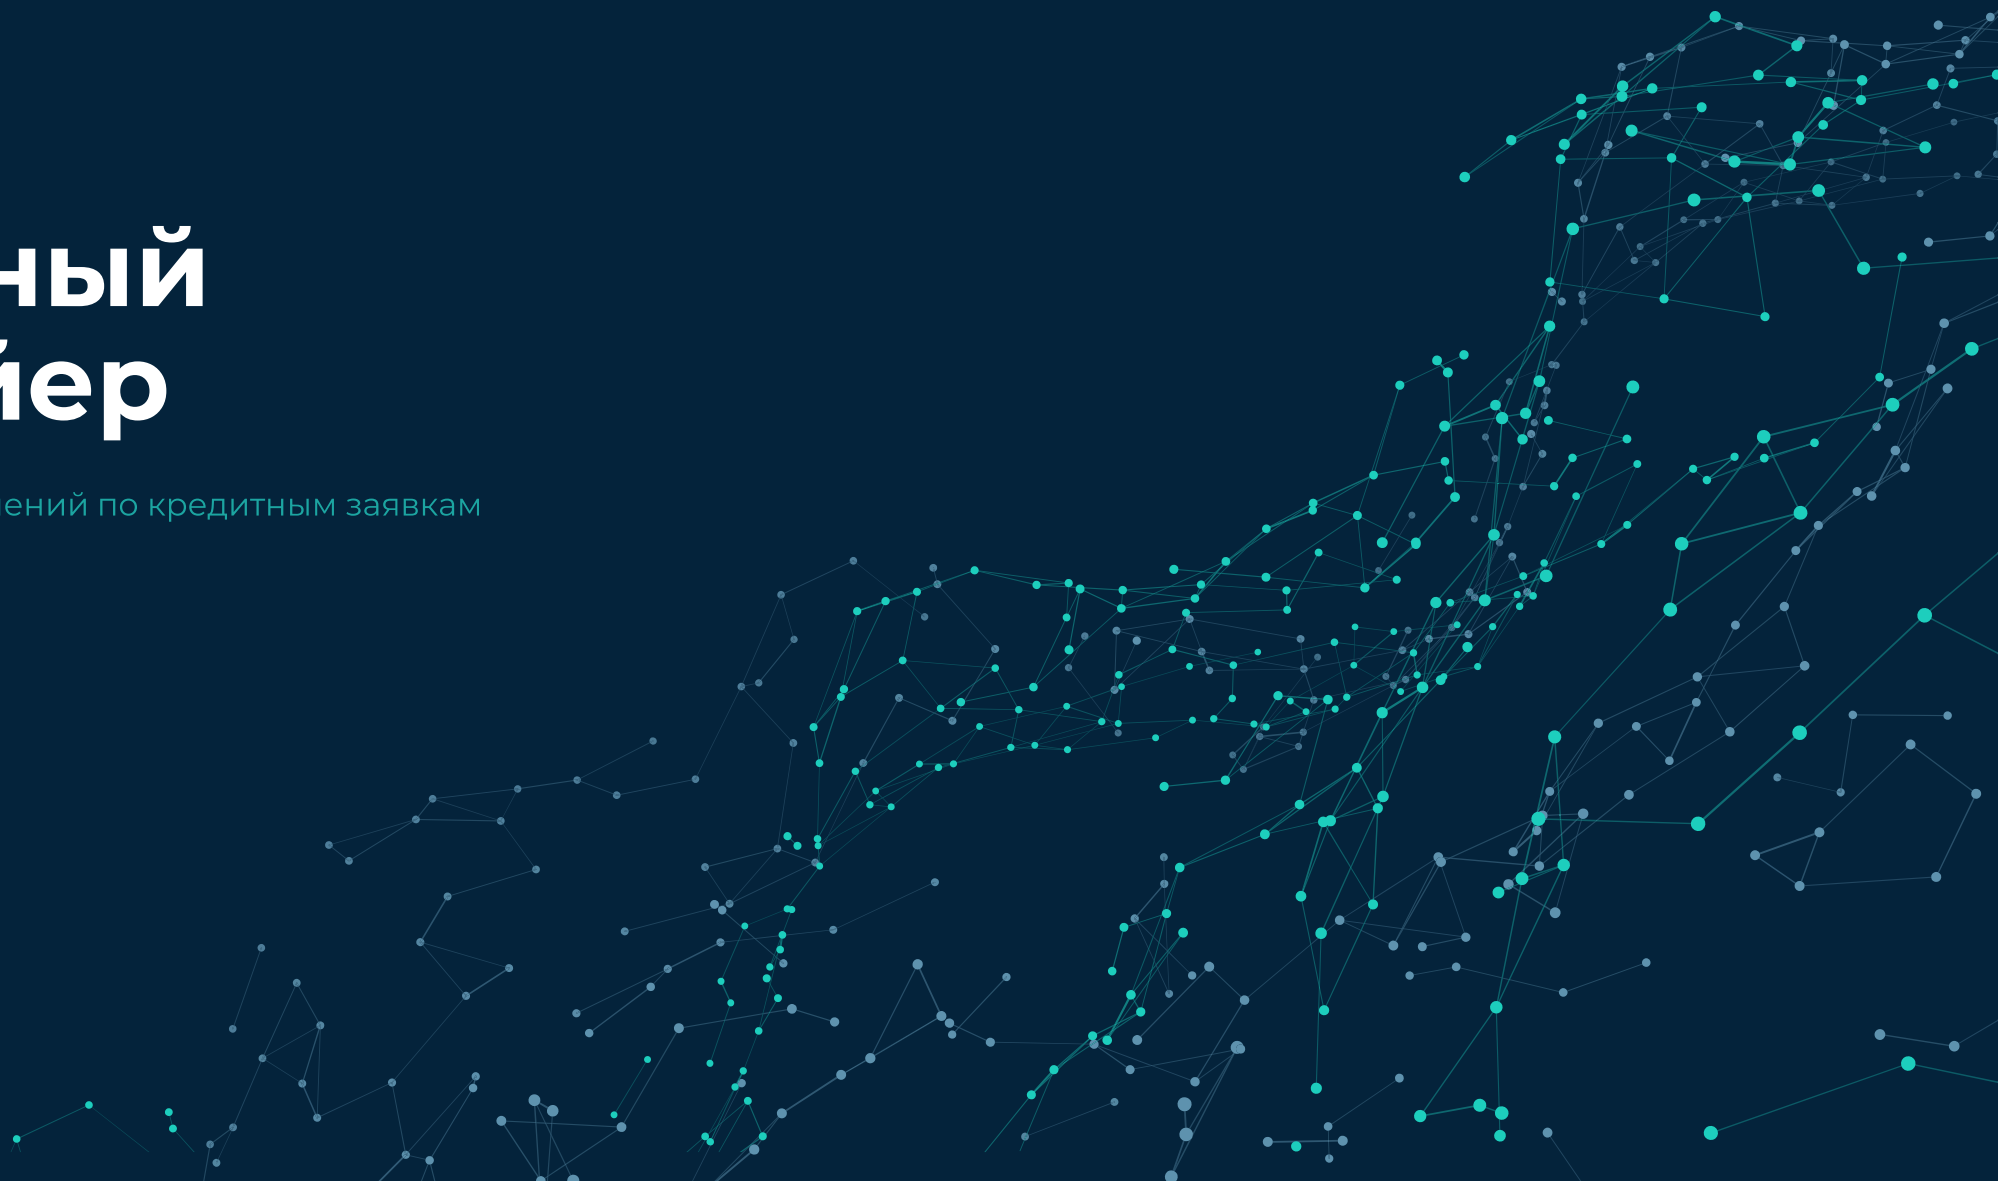 ный
йер
ений по кредитным заявкам